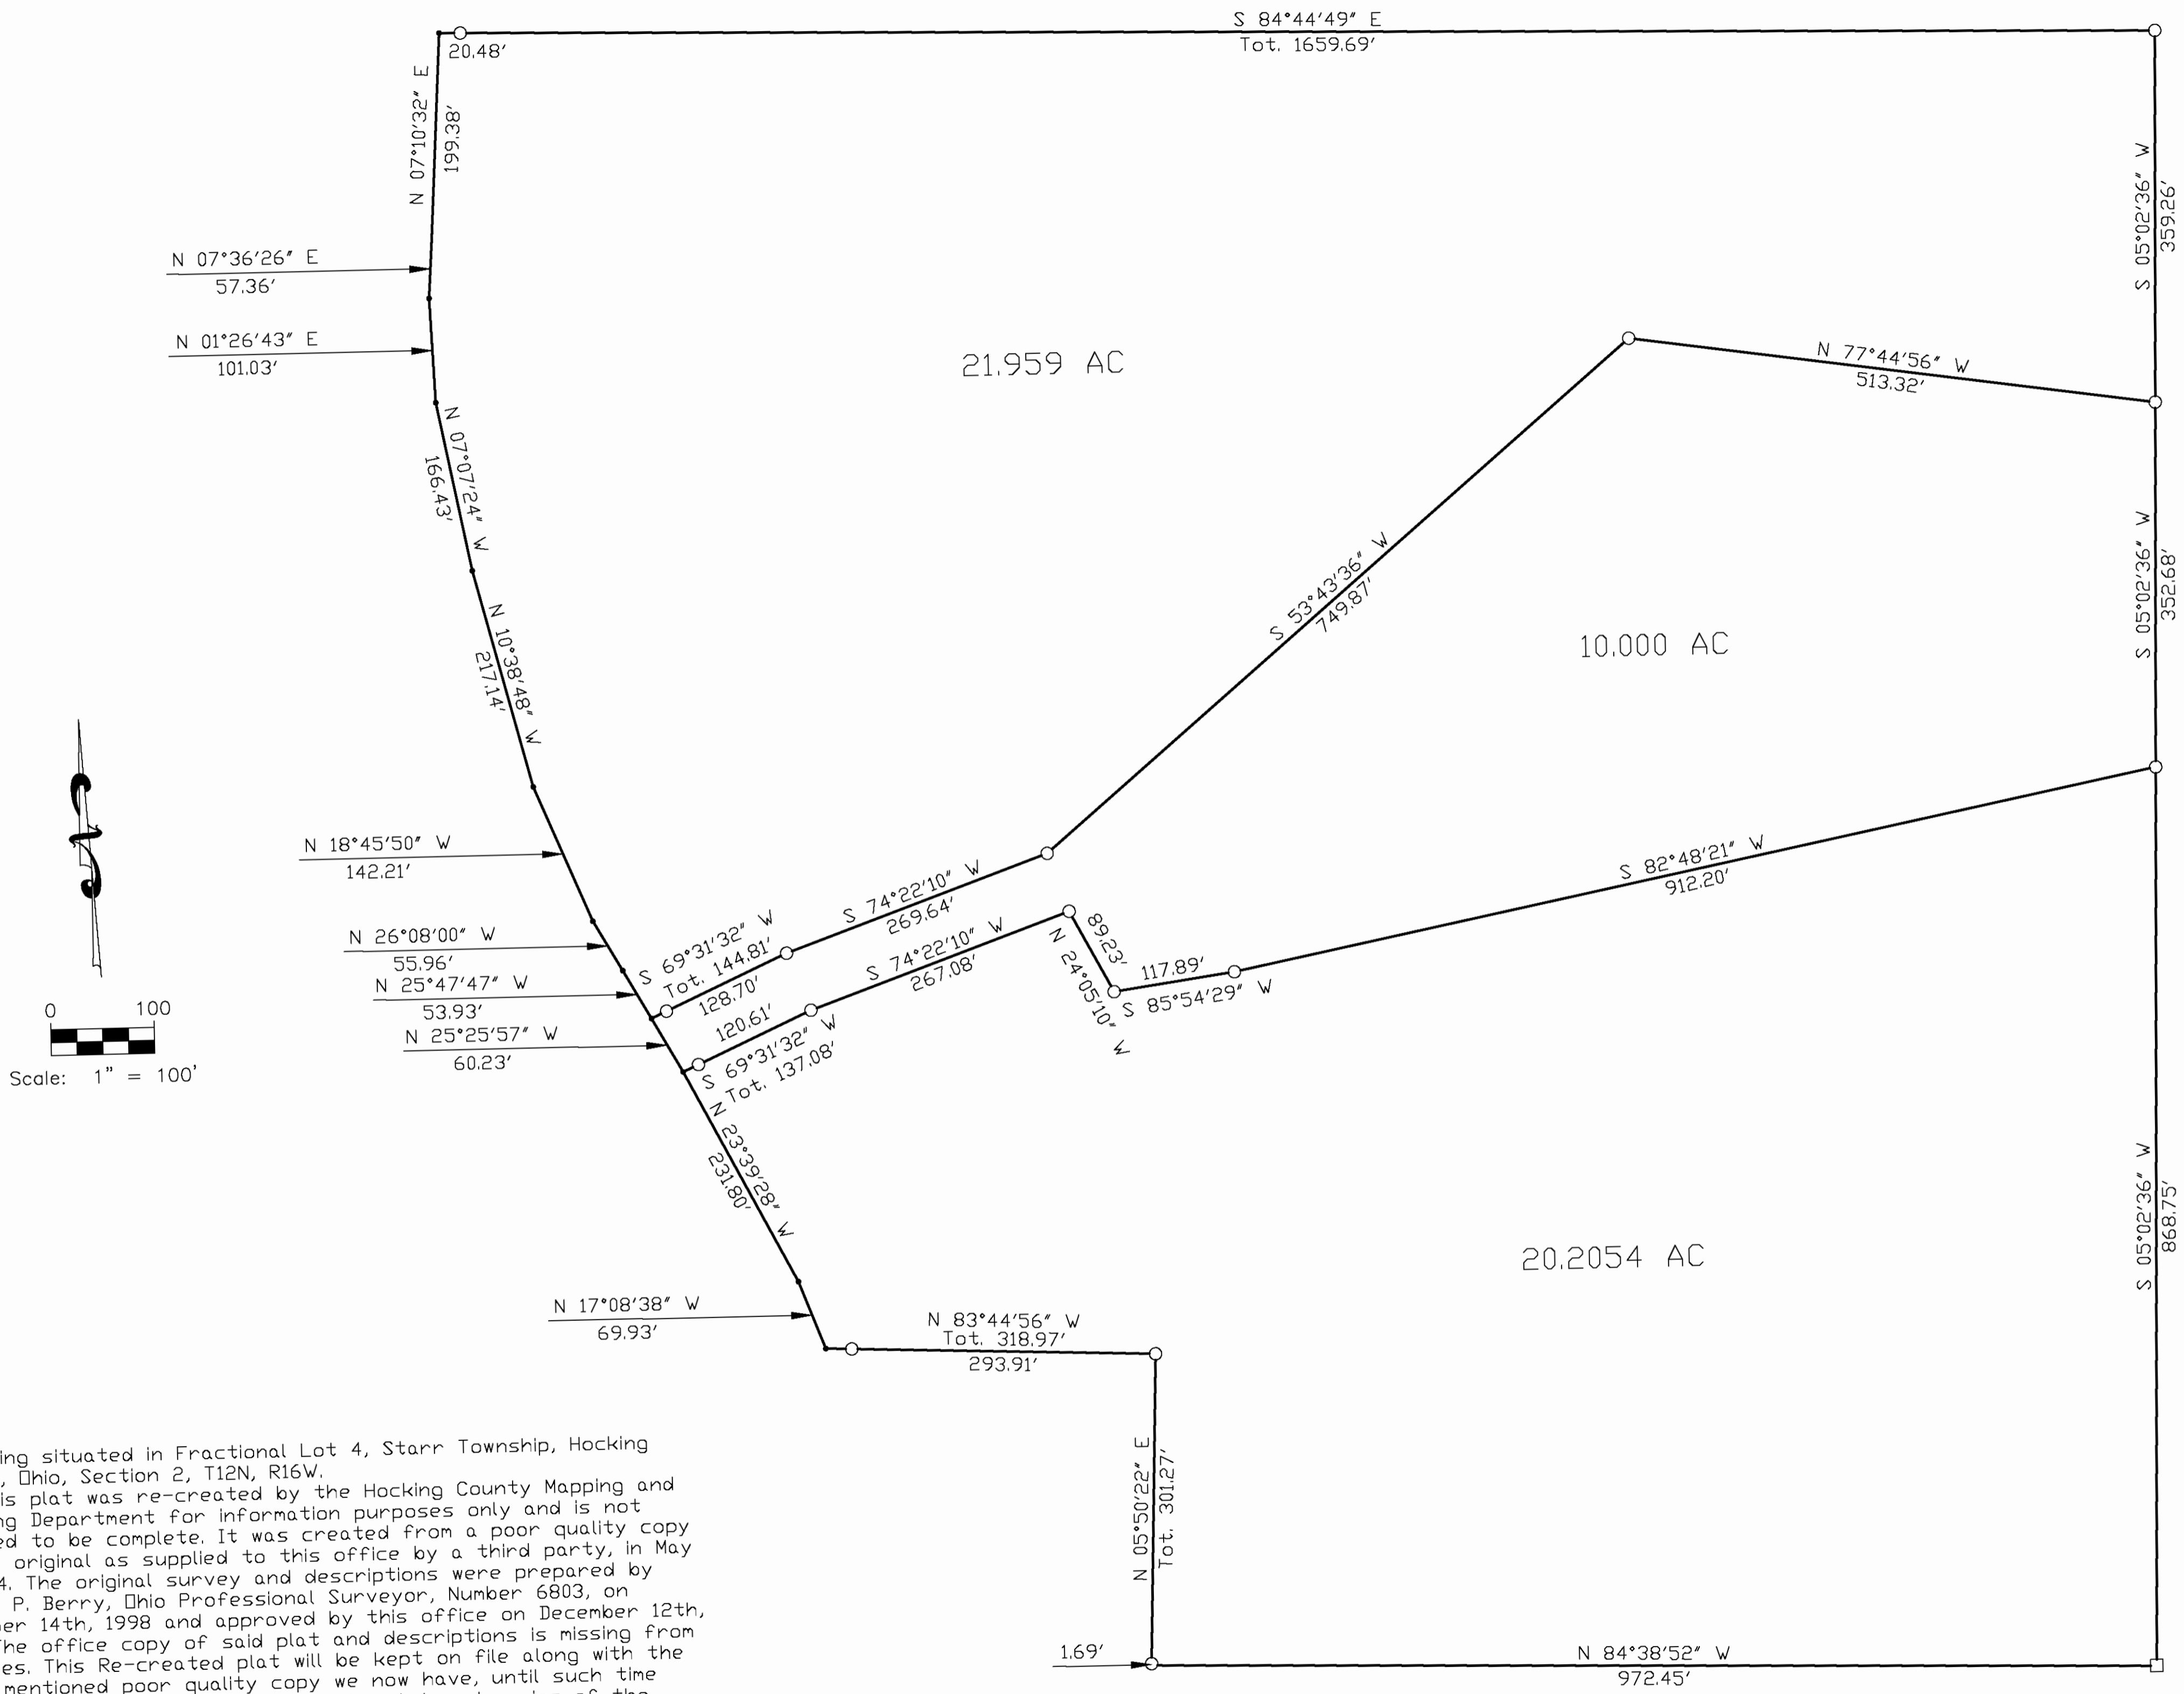 S 84°44'49" E
Tot. 1659.69'
20.48'
N 07°10'32" E
199.38'
N 07°36'26" E
57.36'
N 01°26'43" E
101.03'
N 07°07'24" W
166.43'
N 10°38'48" W
217.14'
N 18°45'50" W
142.21'
N 26°08'00" W
55.96'
N 25°47'47" W
53.93'
N 25°25'57" W
60.23'
N 23°39'28" W
231.80'
N 17°08'38" W
69.93'
21.959 AC
S 05°02'36" W
359.26'
N 77°44'56" W
513.32'
S 53°43'36" W
749.87'
10.000 AC
S 05°02'36" W
352.68'
S 69°31'32" W
Tot. 144.81'
128.70'
S 74°22'10" W
269.64'
120.61'
S 69°31'32" W
Tot. 137.08'
S 74°22'10" W
267.08'
89.23'
N 24°05'10" W
117.89'
S 85°54'29" W
S 82°48'21" W
912.20'
20.2054 AC
S 05°02'36" W
868.75'
N 83°44'56" W
Tot. 318.97'
293.91'
N 05°50'22" E
Tot. 301.27'
1.69'
N 84°38'52" W
972.45'
0 100
Scale: 1" = 100'
ing situated in Fractional Lot 4, Starr Township, Hocking
, Ohio, Section 2, T12N, R16W.
is plat was re-created by the Hocking County Mapping and
ng Department for information purposes only and is not
ed to be complete. It was created from a poor quality copy
original as supplied to this office by a third party, in May
4. The original survey and descriptions were prepared by
P. Berry, Ohio Professional Surveyor, Number 6803, on
er 14th, 1998 and approved by this office on December 12th,
he office copy of said plat and descriptions is missing from
es. This Re-created plat will be kept on file along with the
mentioned poor quality copy we now have, until such time
of the